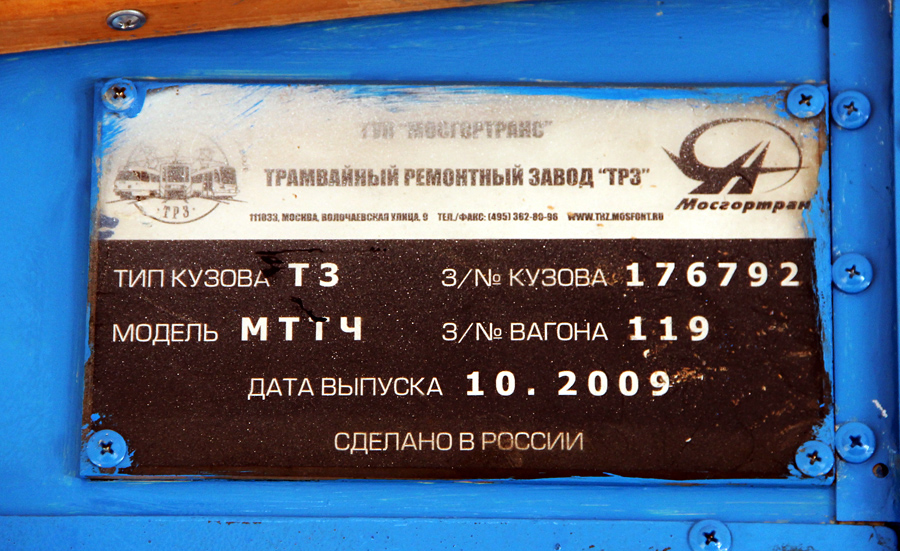 ГУП "МОСГОРТРАНС"
ТРАМВАЙНЫЙ РЕМОНТНЫЙ ЗАВОД "ТРЗ"
111033, МОСКВА, ВОЛОЧАЕВСКАЯ УЛИЦА, 9 ТЕЛ./ФАКС: (495) 362-80-96 WWW.THZ.MOSFONT.RU
ТРЗ
Мосгортранс
ТИП КУЗОВА Т3 З/№ КУЗОВА 176792
МОДЕЛЬ МТТЧ З/№ ВАГОНА 119
ДАТА ВЫПУСКА 10.2009
СДЕЛАНО В РОССИИ